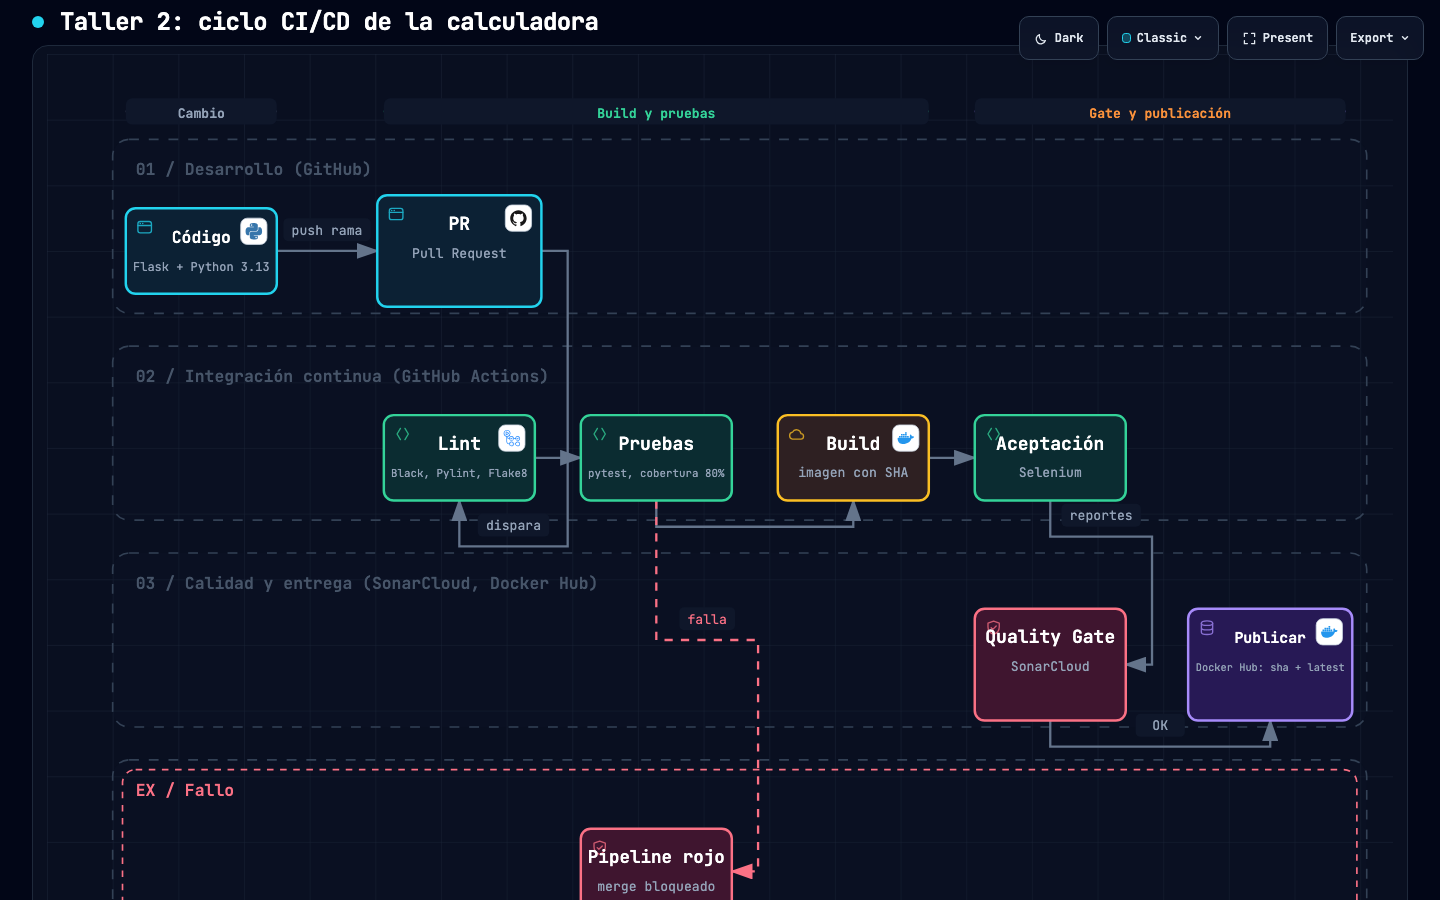 Taller 2: ciclo CI/CD de la calculadora
Dark
Classic
Present
Export
Cambio
Build y pruebas
Gate y publicación
01 / Desarrollo (GitHub)
Código
Flask + Python 3.13
push rama
PR
Pull Request
02 / Integración continua (GitHub Actions)
Lint
Black, Pylint, Flake8
Pruebas
pytest, cobertura 80%
Build
imagen con SHA
Aceptación
Selenium
dispara
reportes
03 / Calidad y entrega (SonarCloud, Docker Hub)
falla
Quality Gate
SonarCloud
Publicar
Docker Hub: sha + latest
OK
EX / Fallo
Pipeline rojo
merge bloqueado